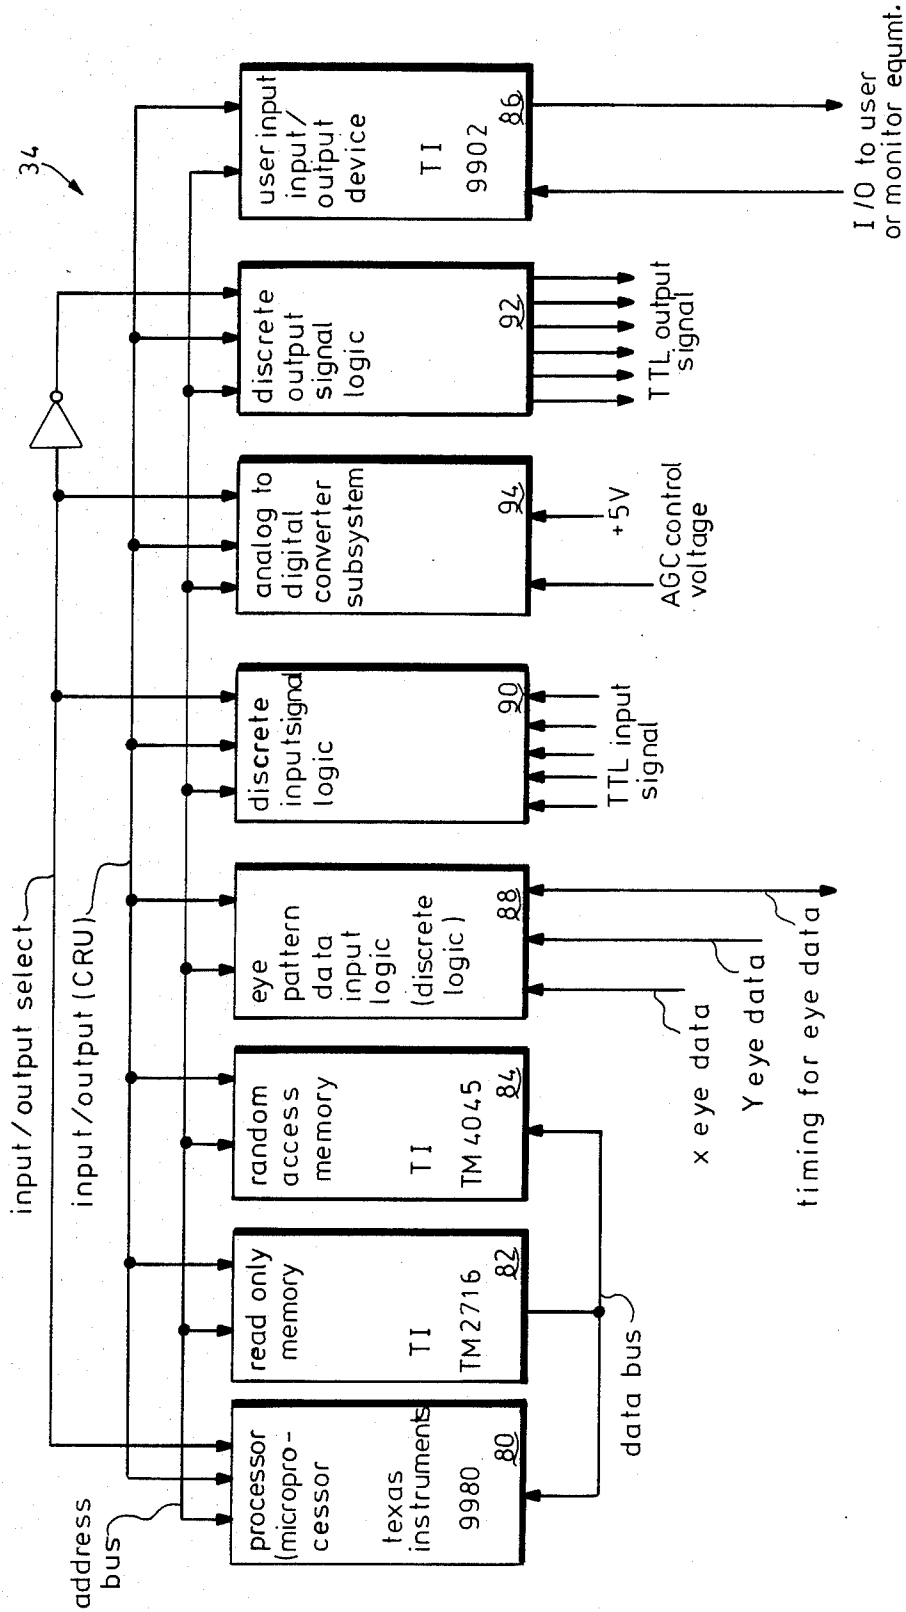 34
input/output select
input/output (CRU)
address
bus
processor
(micropro-
cessor
texas
instruments
9980
80
read only
memory
TI
TM2716
82
random
access
memory
TI
TM4045
84
eye
pattern
data
input
logic
(discrete
logic)
88
discrete
inputsignal
logic
90
analog to
digital
converter
subsystem
94
discrete
output
signal
logic
92
user input
input/
output
device
TI
9902
86
data bus
x eye data
Y eye data
timing for eye data
TTL input
signal
+5V
AGC control
voltage
TTL output
signal
I/O to user
or monitor equmt.